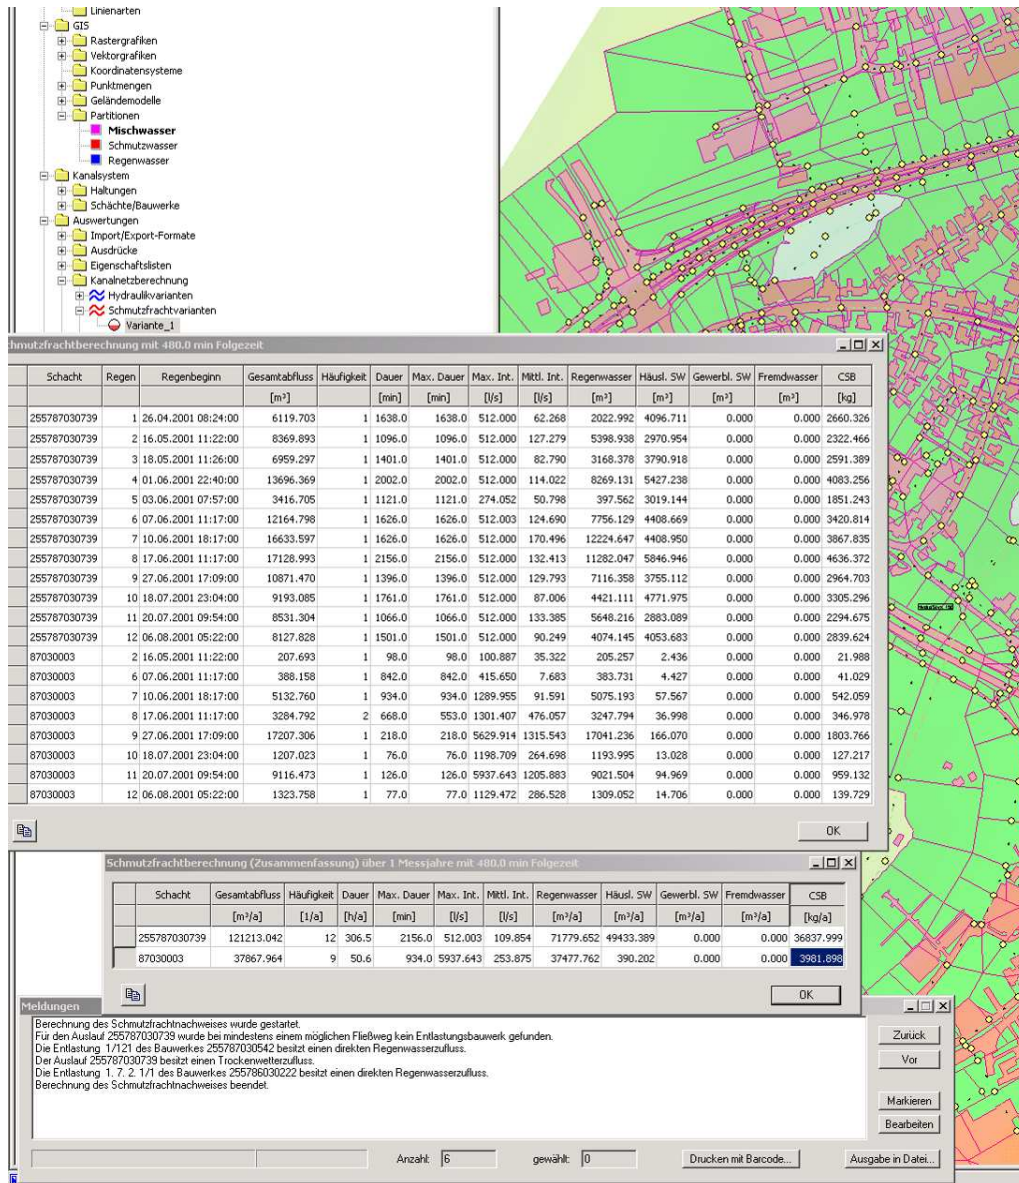 Linienarten
GIS
Rastergrafiken
Vektorgrafiken
Koordinatensysteme
Punktmengen
Geländemodelle
Partitionen
Mischwasser
Schmutzwasser
Regenwasser
Kanalsystem
Haltungen
Schächte/Bauwerke
Auswertungen
Import/Export-Formate
Ausdrücke
Eigenschaftslisten
Kanalnetzberechnung
Hydraulikvarianten
Schmutzfrachtvarianten
Variante_1
chmutzfrachtberechnung mit 480.0 min Folgezeit
Schacht Regen Regenbeginn Gesamtabfluss Häufigkeit Dauer Max. Dauer Max. Int. Mittl. Int. Regenwasser Häusl. SW Gewerbl. SW Fremdwasser CSB
[m³] [min] [min] [l/s] [l/s] [m³] [m³] [m³] [m³] [kg]
255787030739 1 26.04.2001 08:24:00 6119.703 1 1638.0 1638.0 512.000 62.268 2022.992 4096.711 0.000 0.000 2660.326
255787030739 2 16.05.2001 11:22:00 8369.893 1 1096.0 1096.0 512.000 127.279 5398.938 2970.954 0.000 0.000 2322.466
255787030739 3 18.05.2001 11:26:00 6959.297 1 1401.0 1401.0 512.000 82.790 3168.378 3790.918 0.000 0.000 2591.389
255787030739 4 01.06.2001 22:40:00 13696.369 1 2002.0 2002.0 512.000 114.022 8269.131 5427.238 0.000 0.000 4083.256
255787030739 5 03.06.2001 07:57:00 3416.705 1 1121.0 1121.0 274.052 50.798 397.562 3019.144 0.000 0.000 1851.243
255787030739 6 07.06.2001 11:17:00 12164.798 1 1626.0 1626.0 512.003 124.690 7756.129 4408.669 0.000 0.000 3420.814
255787030739 7 10.06.2001 18:17:00 16633.597 1 1626.0 1626.0 512.000 170.496 12224.647 4408.950 0.000 0.000 3867.835
255787030739 8 17.06.2001 11:17:00 17128.993 1 2156.0 2156.0 512.000 132.413 11282.047 5846.946 0.000 0.000 4636.372
255787030739 9 27.06.2001 17:09:00 10871.470 1 1396.0 1396.0 512.000 129.793 7116.358 3755.112 0.000 0.000 2964.703
255787030739 10 18.07.2001 23:04:00 9193.085 1 1761.0 1761.0 512.000 87.006 4421.111 4771.975 0.000 0.000 3305.296
255787030739 11 20.07.2001 09:54:00 8531.304 1 1066.0 1066.0 512.000 133.385 5648.216 2883.089 0.000 0.000 2294.675
255787030739 12 06.08.2001 05:22:00 8127.828 1 1501.0 1501.0 512.000 90.249 4074.145 4053.683 0.000 0.000 2839.624
87030003 2 16.05.2001 11:22:00 207.693 1 98.0 98.0 100.887 35.322 205.257 2.436 0.000 0.000 21.988
87030003 6 07.06.2001 11:17:00 388.158 1 842.0 842.0 415.650 7.683 383.731 4.427 0.000 0.000 41.029
87030003 7 10.06.2001 18:17:00 5132.760 1 934.0 934.0 1289.955 91.591 5075.193 57.567 0.000 0.000 542.059
87030003 8 17.06.2001 11:17:00 3284.792 2 668.0 553.0 1301.407 476.057 3247.794 36.998 0.000 0.000 346.978
87030003 9 27.06.2001 17:09:00 17207.306 1 218.0 218.0 5629.914 1315.543 17041.236 166.070 0.000 0.000 1803.766
87030003 10 18.07.2001 23:04:00 1207.023 1 76.0 76.0 1198.709 264.698 1193.995 13.028 0.000 0.000 127.217
87030003 11 20.07.2001 09:54:00 9116.473 1 126.0 126.0 5937.643 1205.883 9021.504 94.969 0.000 0.000 959.132
87030003 12 06.08.2001 05:22:00 1323.758 1 77.0 77.0 1129.472 286.528 1309.052 14.706 0.000 0.000 139.729
OK
Schmutzfrachtberechnung (Zusammenfassung) über 1 Messjahre mit 480.0 min Folgezeit
Schacht Gesamtabfluss Häufigkeit Dauer Max. Dauer Max. Int. Mittl. Int. Regenwasser Häusl. SW Gewerbl. SW Fremdwasser CSB
[m³/a] [1/a] [h/a] [min] [l/s] [l/s] [m³/a] [m³/a] [m³/a] [m³/a] [kg/a]
255787030739 121213.042 12 306.5 2156.0 512.003 109.854 71779.652 49433.389 0.000 0.000 36837.999
87030003 37867.964 9 50.6 934.0 5937.643 253.875 37477.762 390.202 0.000 0.000 3981.898
OK
Meldungen
Berechnung des Schmutzfrachtnachweises wurde gestartet.
Für den Auslauf 255787030739 wurde bei mindestens einem möglichen Fließweg kein Entlastungsbauwerk gefunden.
Die Entlastung 1/121 des Bauwerkes 255787030542 besitzt einen direkten Regenwasserzufluss.
Der Auslauf 255787030739 besitzt einen Trockenwetterzufluss.
Die Entlastung 1. 7. 2. 1/1 des Bauwerkes 255786030222 besitzt einen direkten Regenwasserzufluss.
Berechnung des Schmutzfrachtnachweises beendet.
Zurück
Vor
Markieren
Bearbeiten
Anzahl: 6 gewählt: 0 Drucken mit Barcode... Ausgabe in Datei...